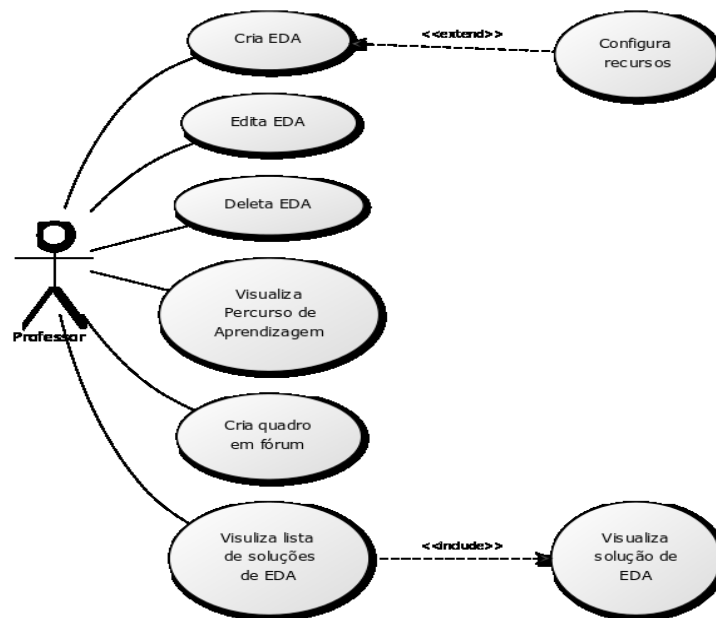 Cria EDA
<<extend>>
Configura
recursos
Edita EDA
Deleta EDA
Visualiza
Percurso de
Aprendizagem
Professor
Cria quadro
em fórum
Visuliza lista
de soluções
de EDA
<<include>>
Visualiza
solução de
EDA